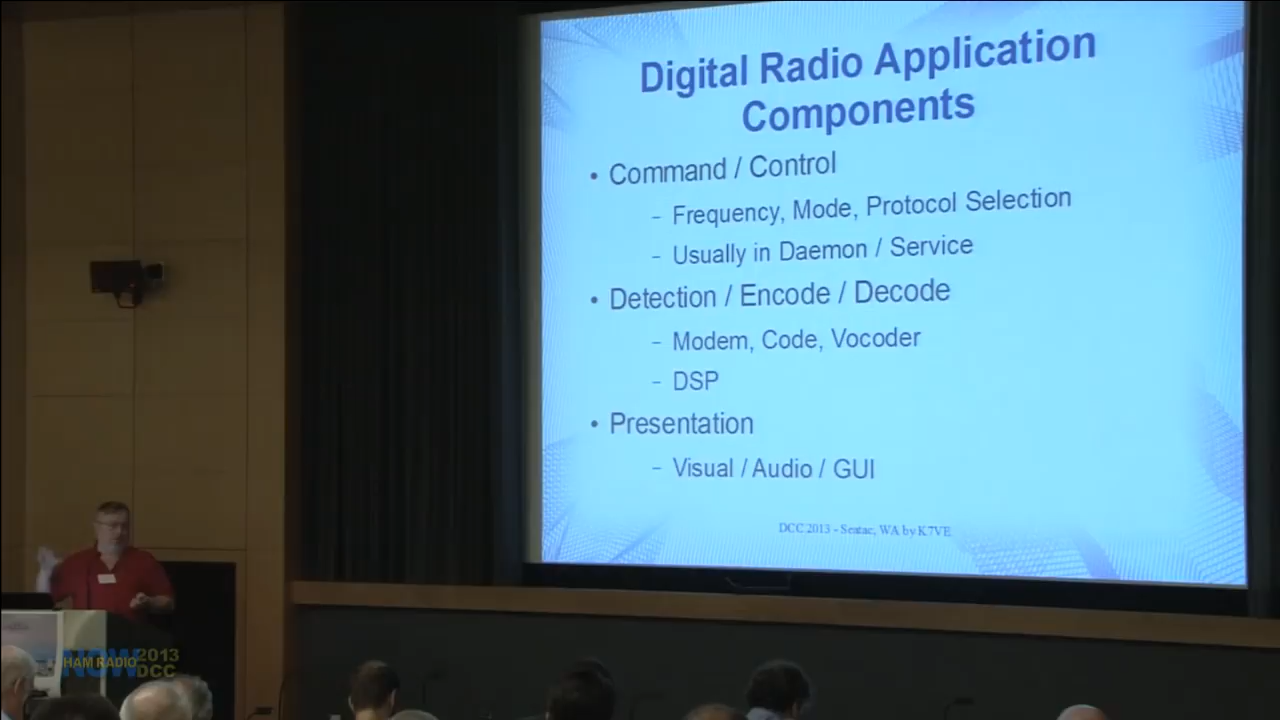 Digital Radio Application
Components
• Command / Control
– Frequency, Mode, Protocol Selection
– Usually in Daemon / Service
• Detection / Encode / Decode
– Modem, Code, Vocoder
– DSP
• Presentation
– Visual / Audio / GUI
DCC 2013 - Seatac, WA by K7VE
HAM RADIO
NOW
2013
DCC